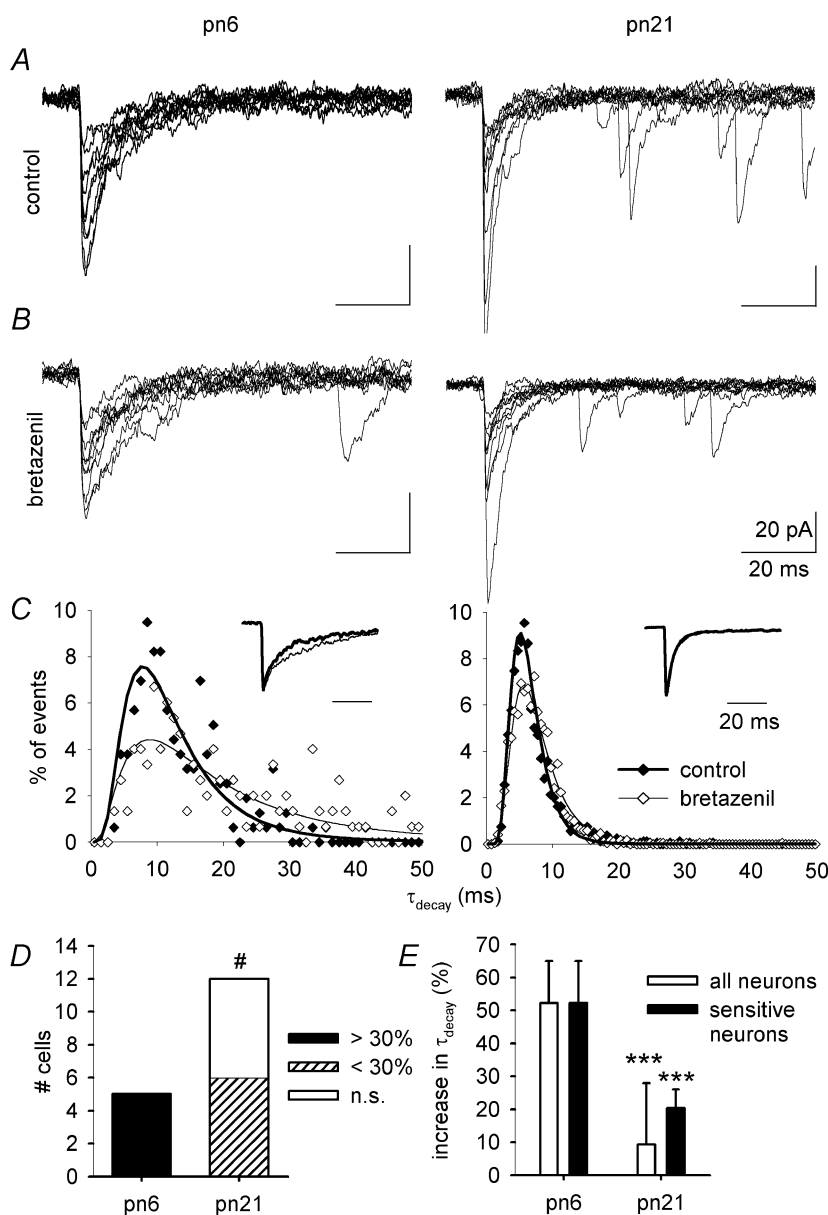 pn6 pn21
A
control
B
bretazenil
20 pA
20 ms
C
10
8
6
4
2
0
% of events
0 10 20 30 40 50
10
8
6
4
2
0
20 ms
control
bretazenil
0 10 20 30 40 50
τdecay (ms)
D
14
12
10
8
6
4
2
0
# cells
#
> 30%
< 30%
n.s.
pn6 pn21
E
70
60
50
40
30
20
10
0
increase in τdecay (%)
all neurons
sensitive
neurons
***
***
pn6 pn21